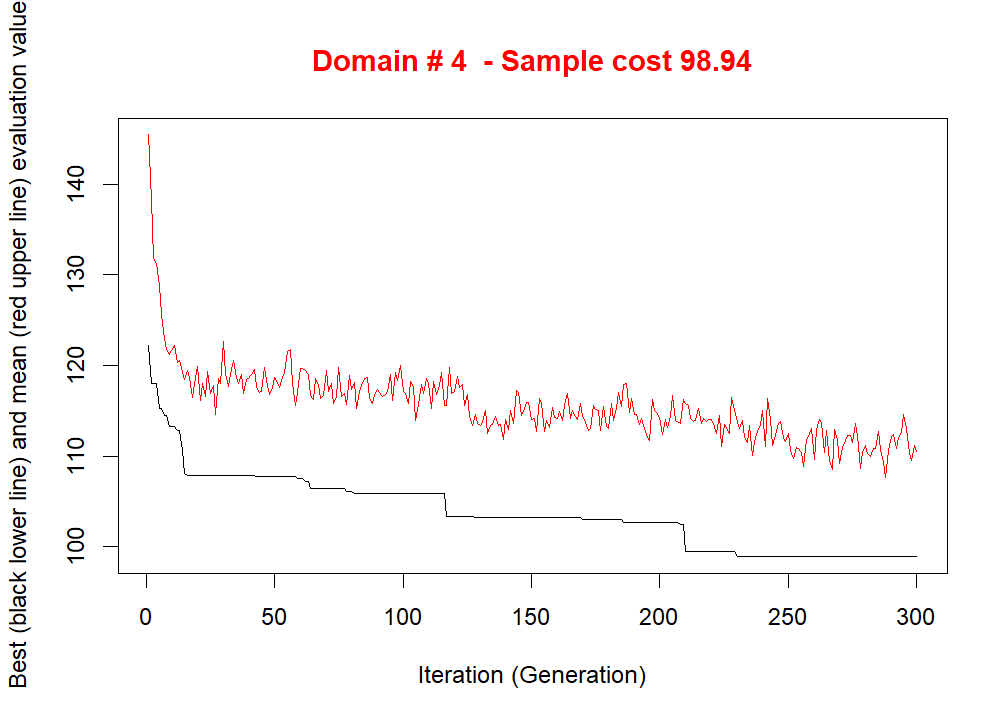 Domain # 4  - Sample cost 98.94
Best (black lower line) and mean (red upper line) evaluation value
140
130
120
110
100
0 50 100 150 200 250 300
Iteration (Generation)